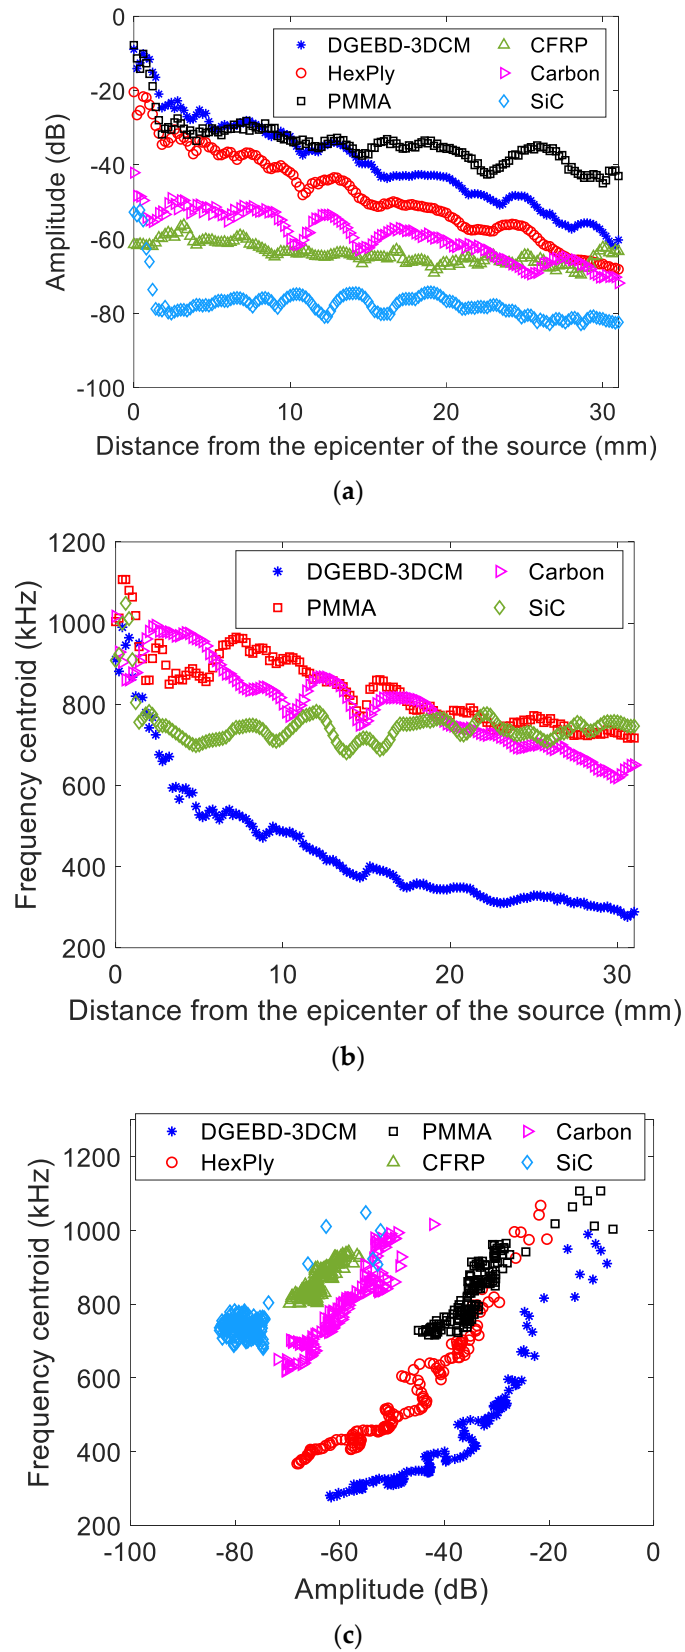 0
-20
-40
-60
-80
-100
Amplitude (dB)
DGEBD-3DCM
HexPly
PMMA
CFRP
Carbon
SiC
0
10
20
30
Distance from the epicenter of the source (mm)
(a)
1200
1000
800
600
400
200
Frequency centroid (kHz)
DGEBD-3DCM
PMMA
Carbon
SiC
0
10
20
30
Distance from the epicenter of the source (mm)
(b)
1200
1000
800
600
400
200
Frequency centroid (kHz)
DGEBD-3DCM
HexPly
PMMA
CFRP
Carbon
SiC
-100
-80
-60
-40
-20
0
Amplitude (dB)
(c)